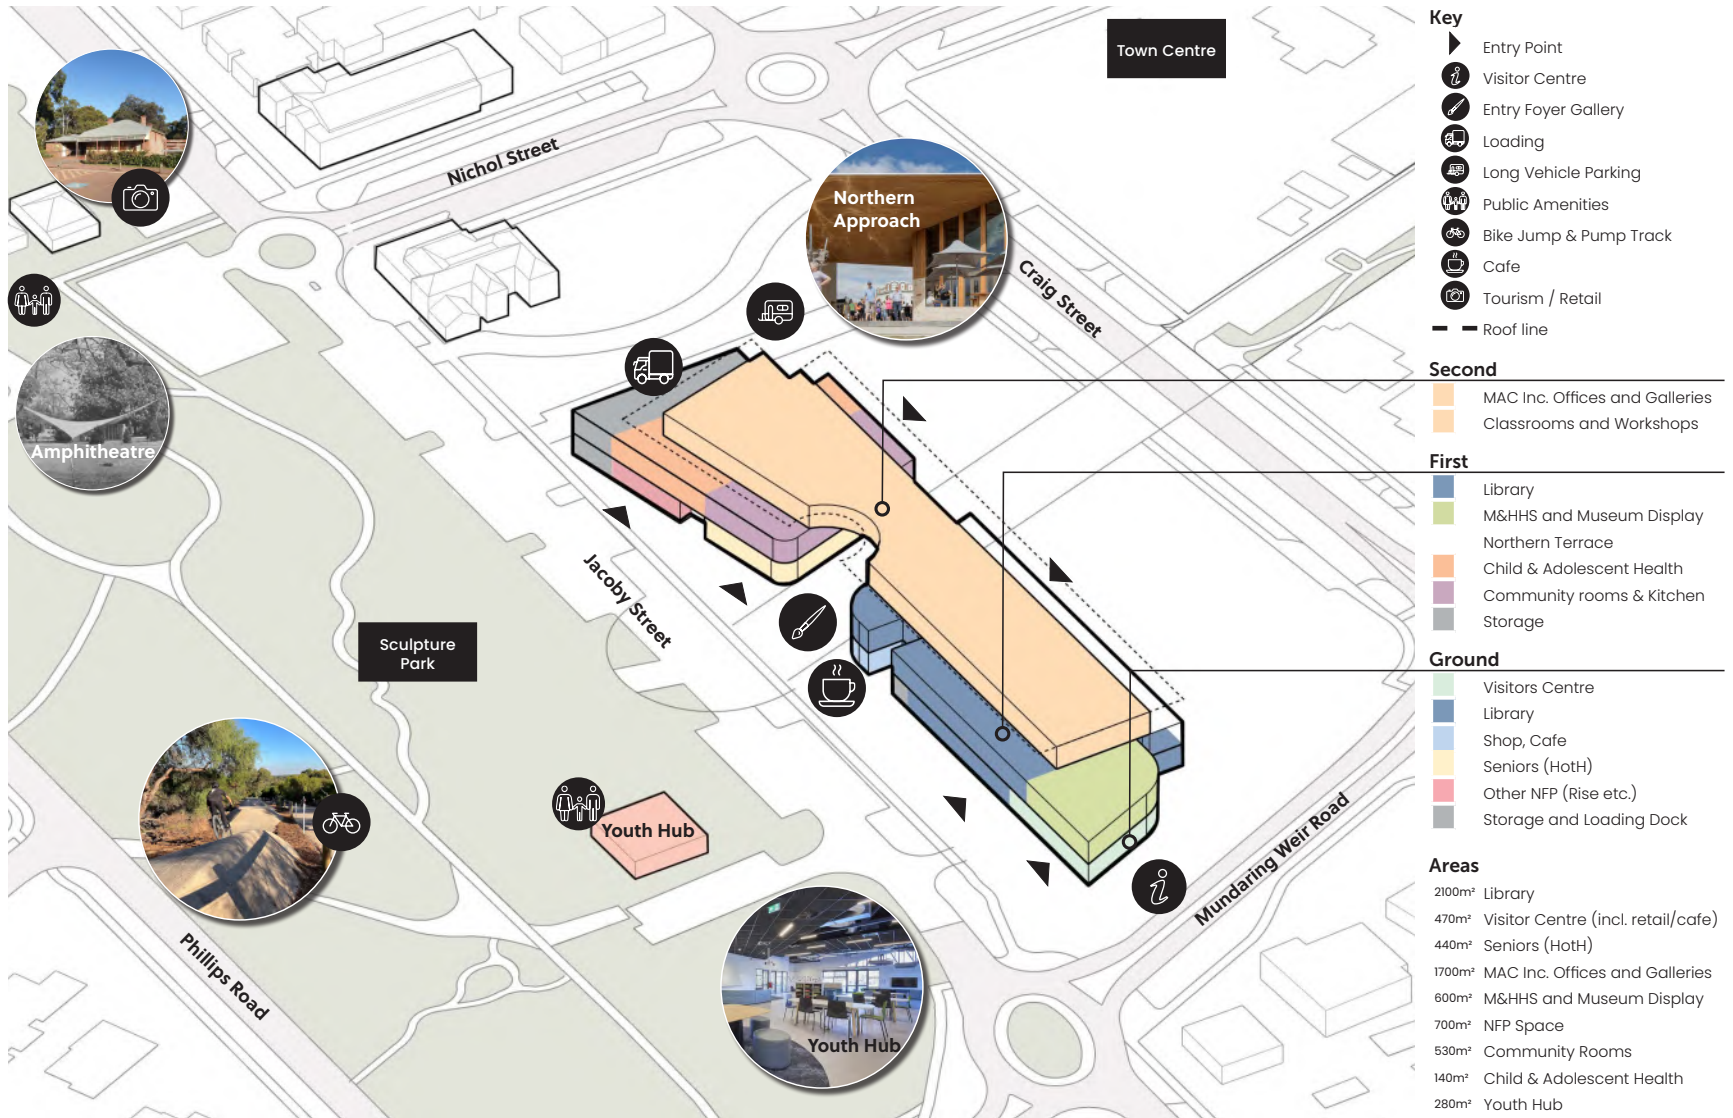 Town Centre
Nichol Street
Northern
Approach
Craig Street
Amphitheatre
Jacoby Street
Sculpture
Park
Youth Hub
Mundaring Weir Road
Phillips Road
Youth Hub
Key
Entry Point
Visitor Centre
Entry Foyer Gallery
Loading
Long Vehicle Parking
Public Amenities
Bike Jump & Pump Track
Cafe
Tourism / Retail
Roof line
Second
MAC Inc. Offices and Galleries
Classrooms and Workshops
First
Library
M&HHS and Museum Display
Northern Terrace
Child & Adolescent Health
Community rooms & Kitchen
Storage
Ground
Visitors Centre
Library
Shop, Cafe
Seniors (HotH)
Other NFP (Rise etc.)
Storage and Loading Dock
Areas
2100m² Library
470m² Visitor Centre (incl. retail/cafe)
440m² Seniors (HotH)
1700m² MAC Inc. Offices and Galleries
600m² M&HHS and Museum Display
700m² NFP Space
530m² Community Rooms
140m² Child & Adolescent Health
280m² Youth Hub